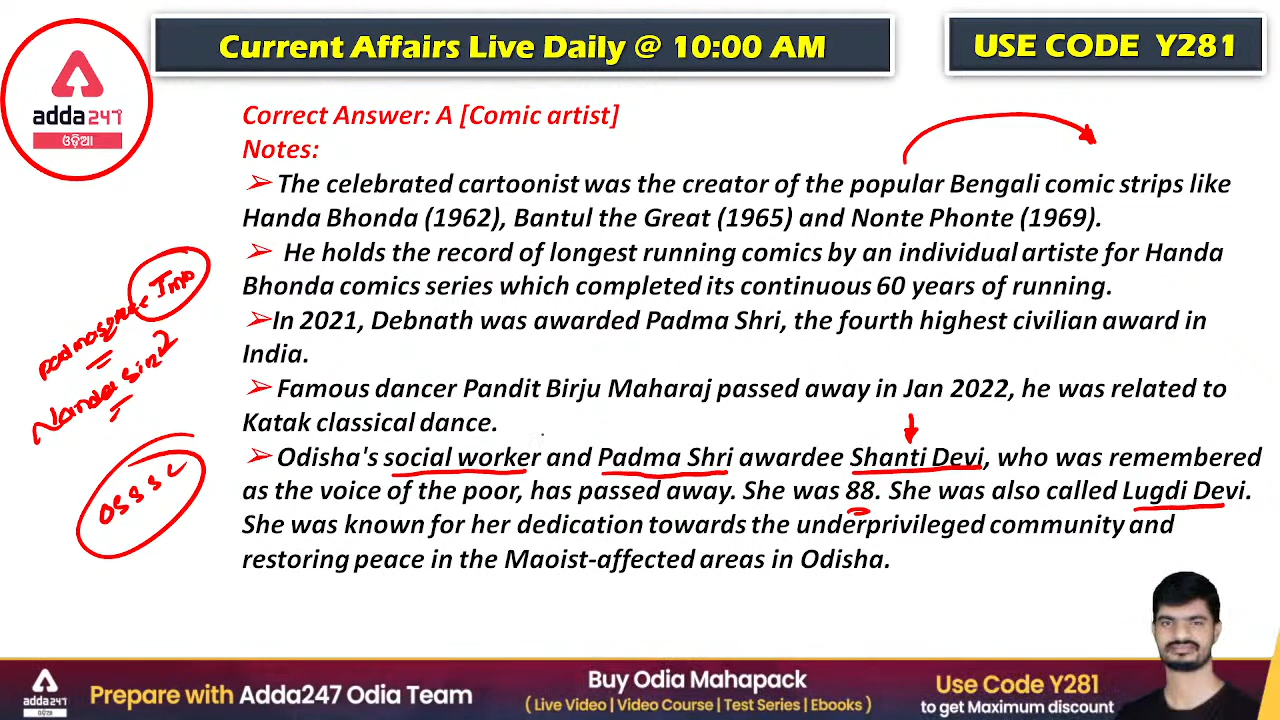 Current Affairs Live Daily @ 10:00 AM
USE CODE Y281
adda247
ଓଡ଼ିଆ
Correct Answer: A [Comic artist]
Notes:
➢ The celebrated cartoonist was the creator of the popular Bengali comic strips like
Handa Bhonda (1962), Bantul the Great (1965) and Nonte Phonte (1969).
➢ He holds the record of longest running comics by an individual artiste for Handa
Bhonda comics series which completed its continuous 60 years of running.
➢In 2021, Debnath was awarded Padma Shri, the fourth highest civilian award in
India.
➢ Famous dancer Pandit Birju Maharaj passed away in Jan 2022, he was related to
Katak classical dance.
➢ Odisha's social worker and Padma Shri awardee Shanti Devi, who was remembered
as the voice of the poor, has passed away. She was 88. She was also called Lugdi Devi.
She was known for her dedication towards the underprivileged community and
restoring peace in the Maoist-affected areas in Odisha.
Imp
OSSSC
adda247
ଓଡ଼ିଆ
Prepare with Adda247 Odia Team
Buy Odia Mahapack
( Live Video | Video Course | Test Series | Ebooks )
Use Code Y281
to get Maximum discount